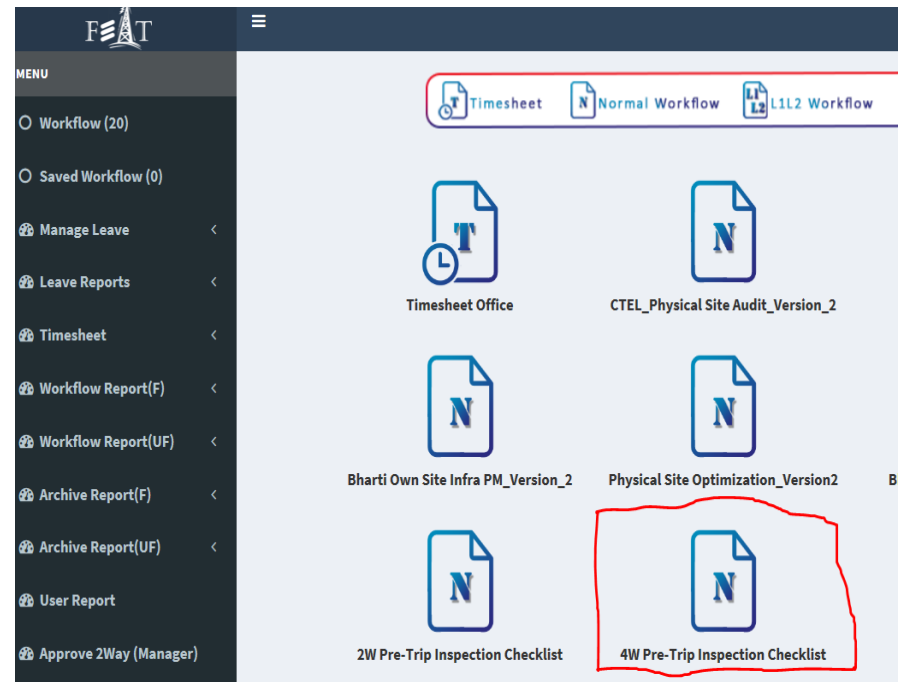 FEAT
MENU
Workflow (20)
Saved Workflow (0)
Manage Leave
Leave Reports
Timesheet
Workflow Report(F)
Workflow Report(UF)
Archive Report(F)
Archive Report(UF)
User Report
Approve 2Way (Manager)
T Timesheet
N Normal Workflow
L1 L2 L1L2 Workflow
T
N
Timesheet Office
CTEL_Physical Site Audit_Version_2
N
N
Bharti Own Site Infra PM_Version_2
Physical Site Optimization_Version2
B
N
N
2W Pre-Trip Inspection Checklist
4W Pre-Trip Inspection Checklist